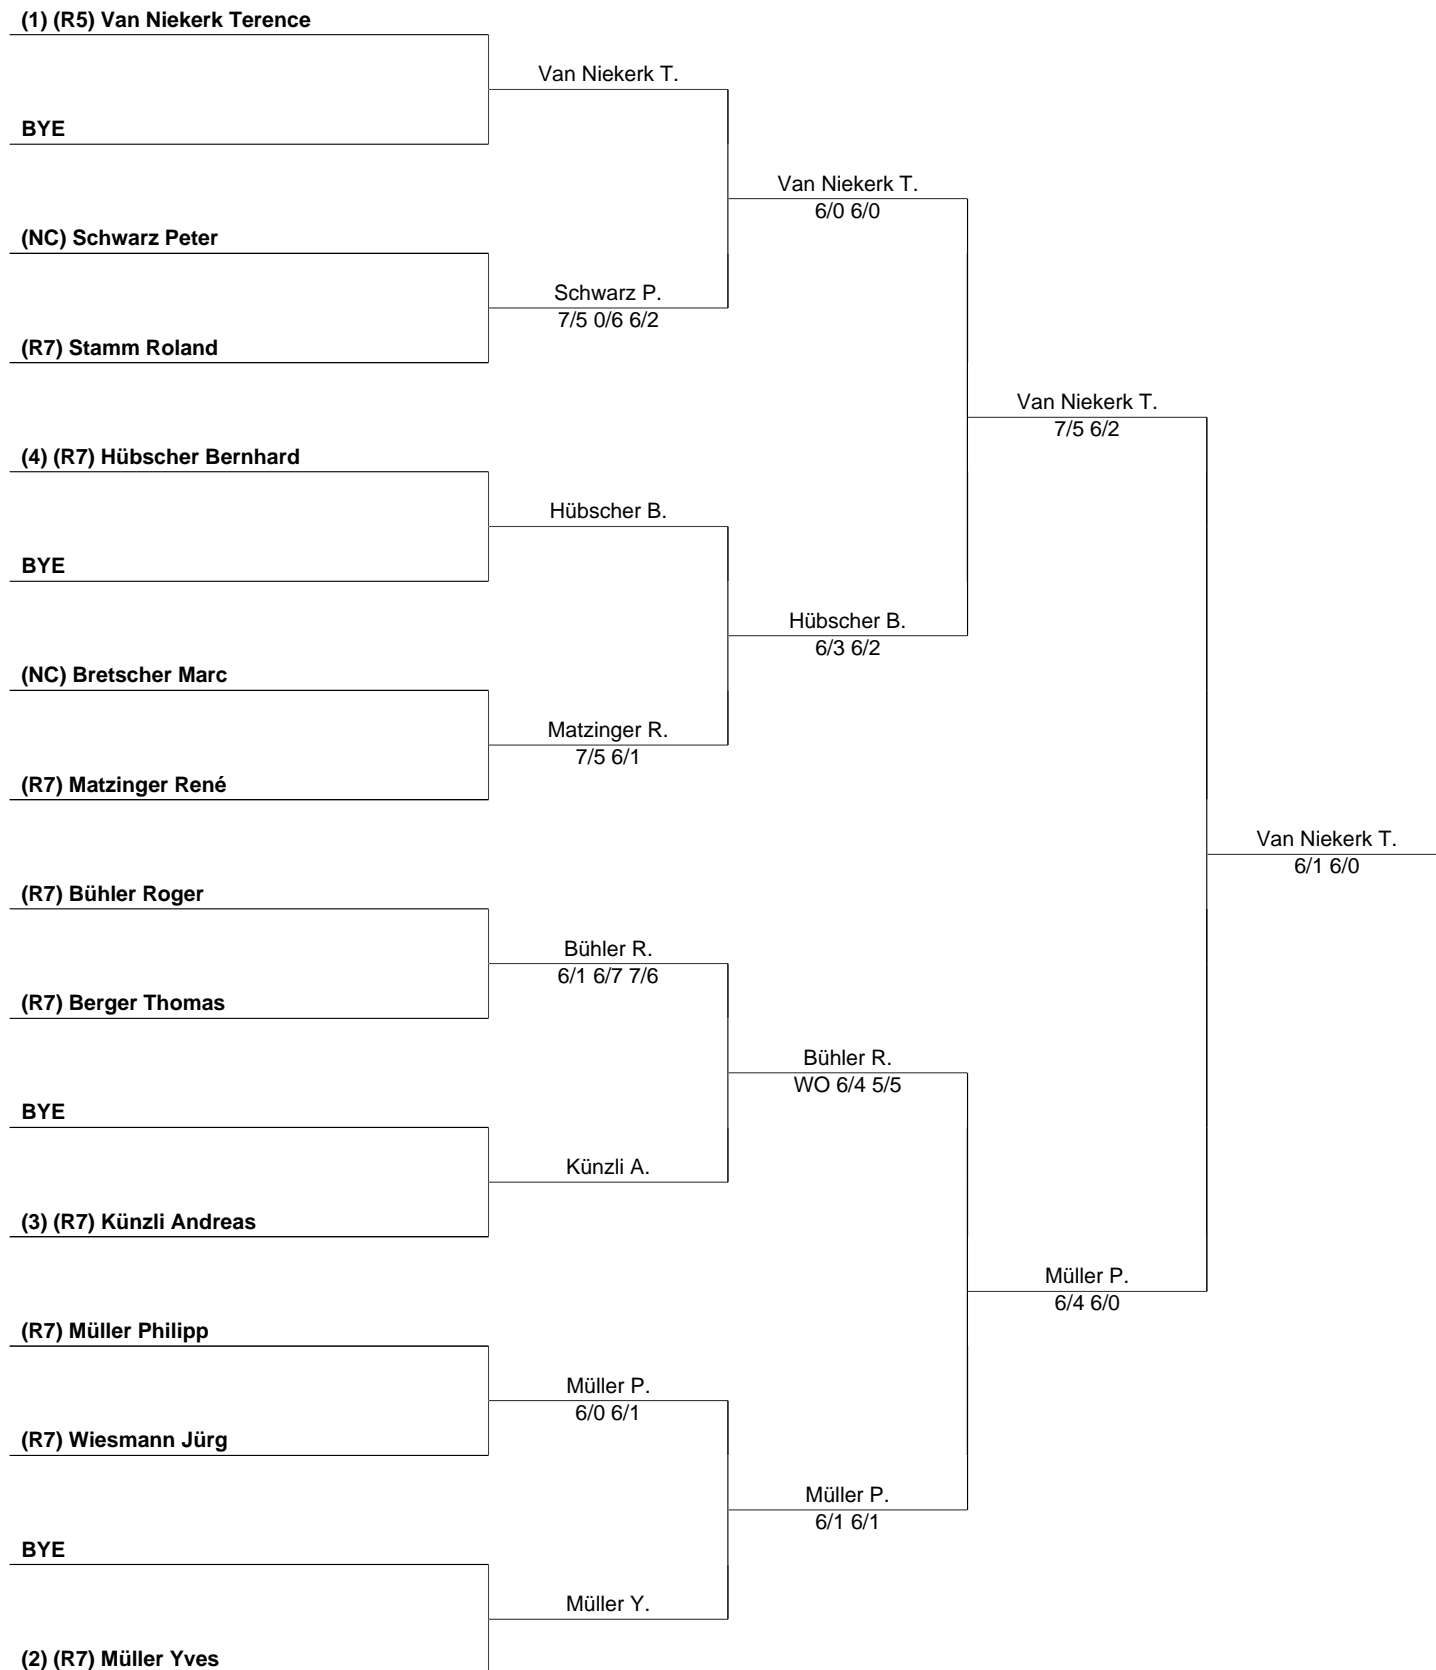 (1) (R5) Van Niekerk Terence
Van Niekerk T.
BYE
Van Niekerk T.
6/0 6/0
(NC) Schwarz Peter
Schwarz P.
7/5 0/6 6/2
(R7) Stamm Roland
Van Niekerk T.
7/5 6/2
(4) (R7) Hübscher Bernhard
Hübscher B.
BYE
Hübscher B.
6/3 6/2
(NC) Bretscher Marc
Matzinger R.
7/5 6/1
(R7) Matzinger René
Van Niekerk T.
6/1 6/0
(R7) Bühler Roger
Bühler R.
6/1 6/7 7/6
(R7) Berger Thomas
Bühler R.
WO 6/4 5/5
BYE
Künzli A.
(3) (R7) Künzli Andreas
Müller P.
6/4 6/0
(R7) Müller Philipp
Müller P.
6/0 6/1
(R7) Wiesmann Jürg
Müller P.
6/1 6/1
BYE
Müller Y.
(2) (R7) Müller Yves